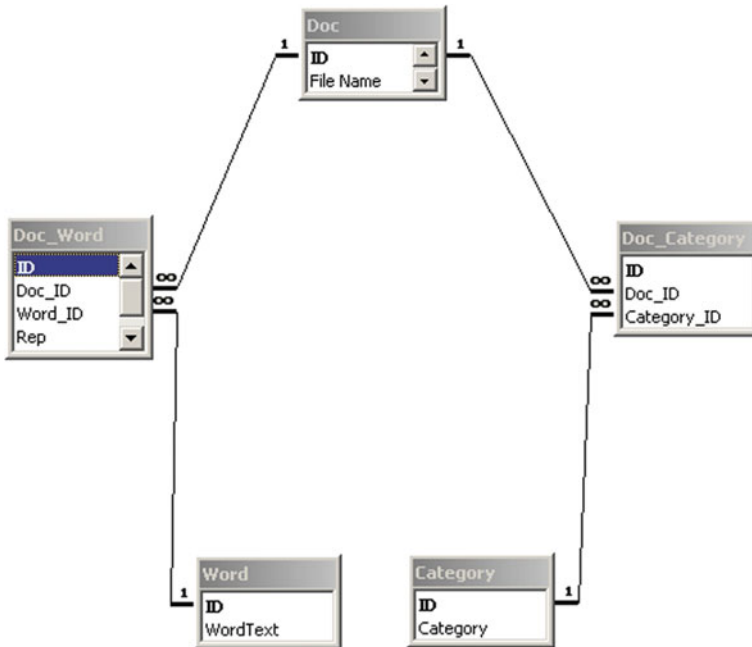 Doc
1
1
ID
File Name
Doc_Word
ID
Doc_ID
Word_ID
Rep
∞
∞
Doc_Category
ID
Doc_ID
Category_ID
∞
∞
Word
ID
WordText
1
Category
ID
Category
1